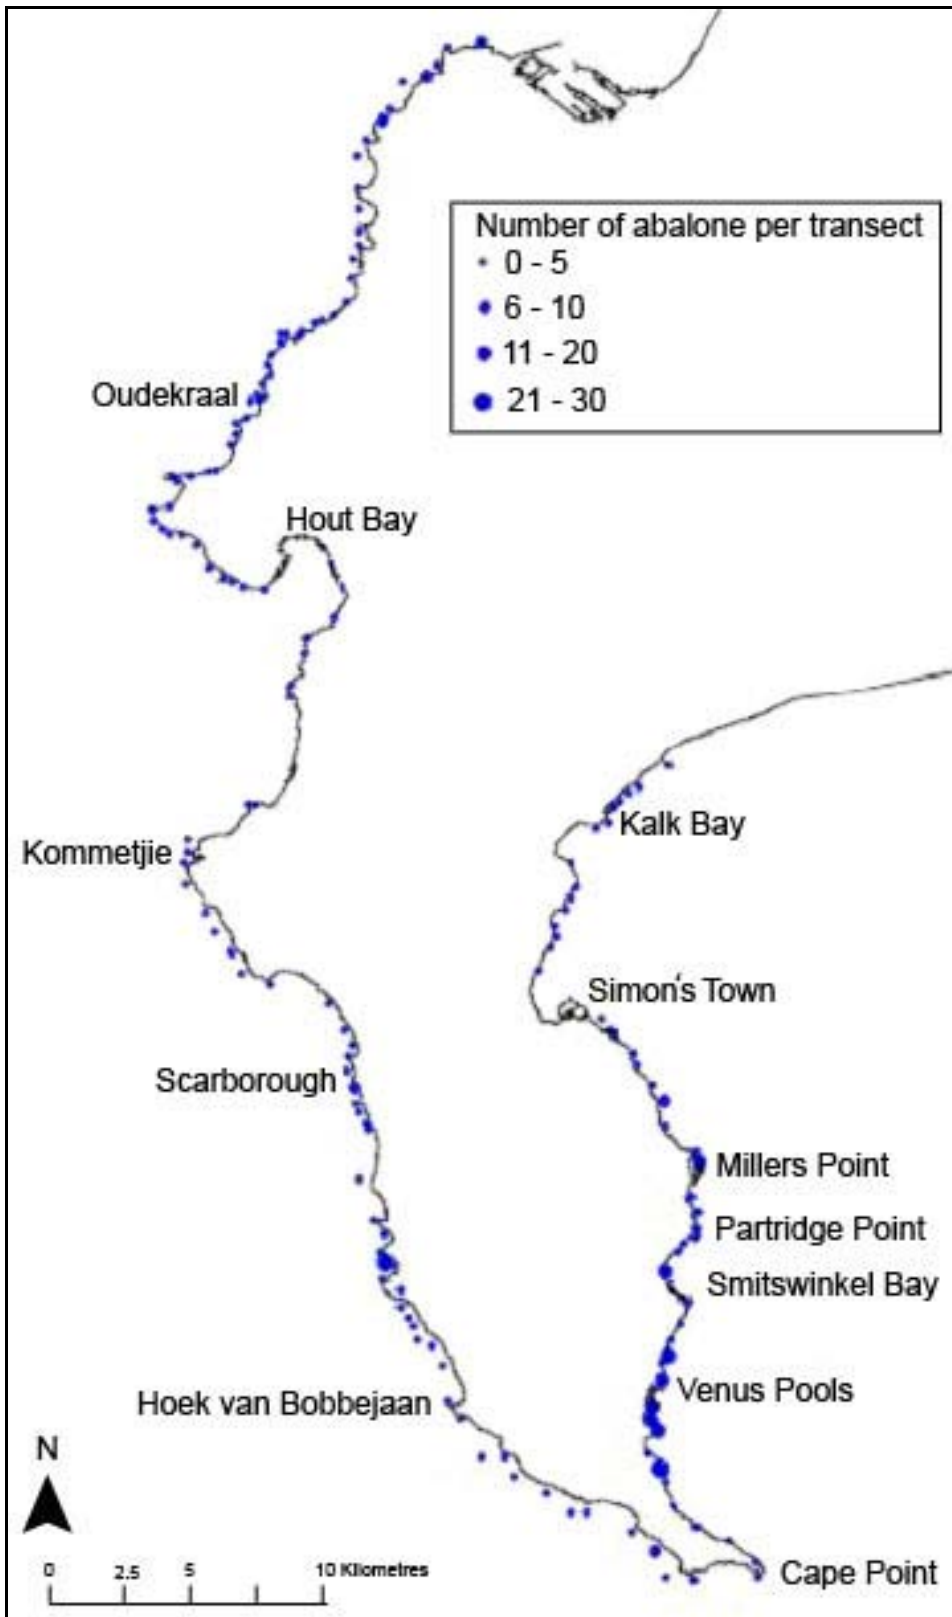 Number of abalone per transect
0 - 5
6 - 10
11 - 20
21 - 30
Oudekraal
Hout Bay
Kalk Bay
Kommetjie
Simon's Town
Scarborough
Millers Point
Partridge Point
Smitswinkel Bay
Venus Pools
Hoek van Bobbejaan
N
0 2.5 5 10 Kilometres
Cape Point